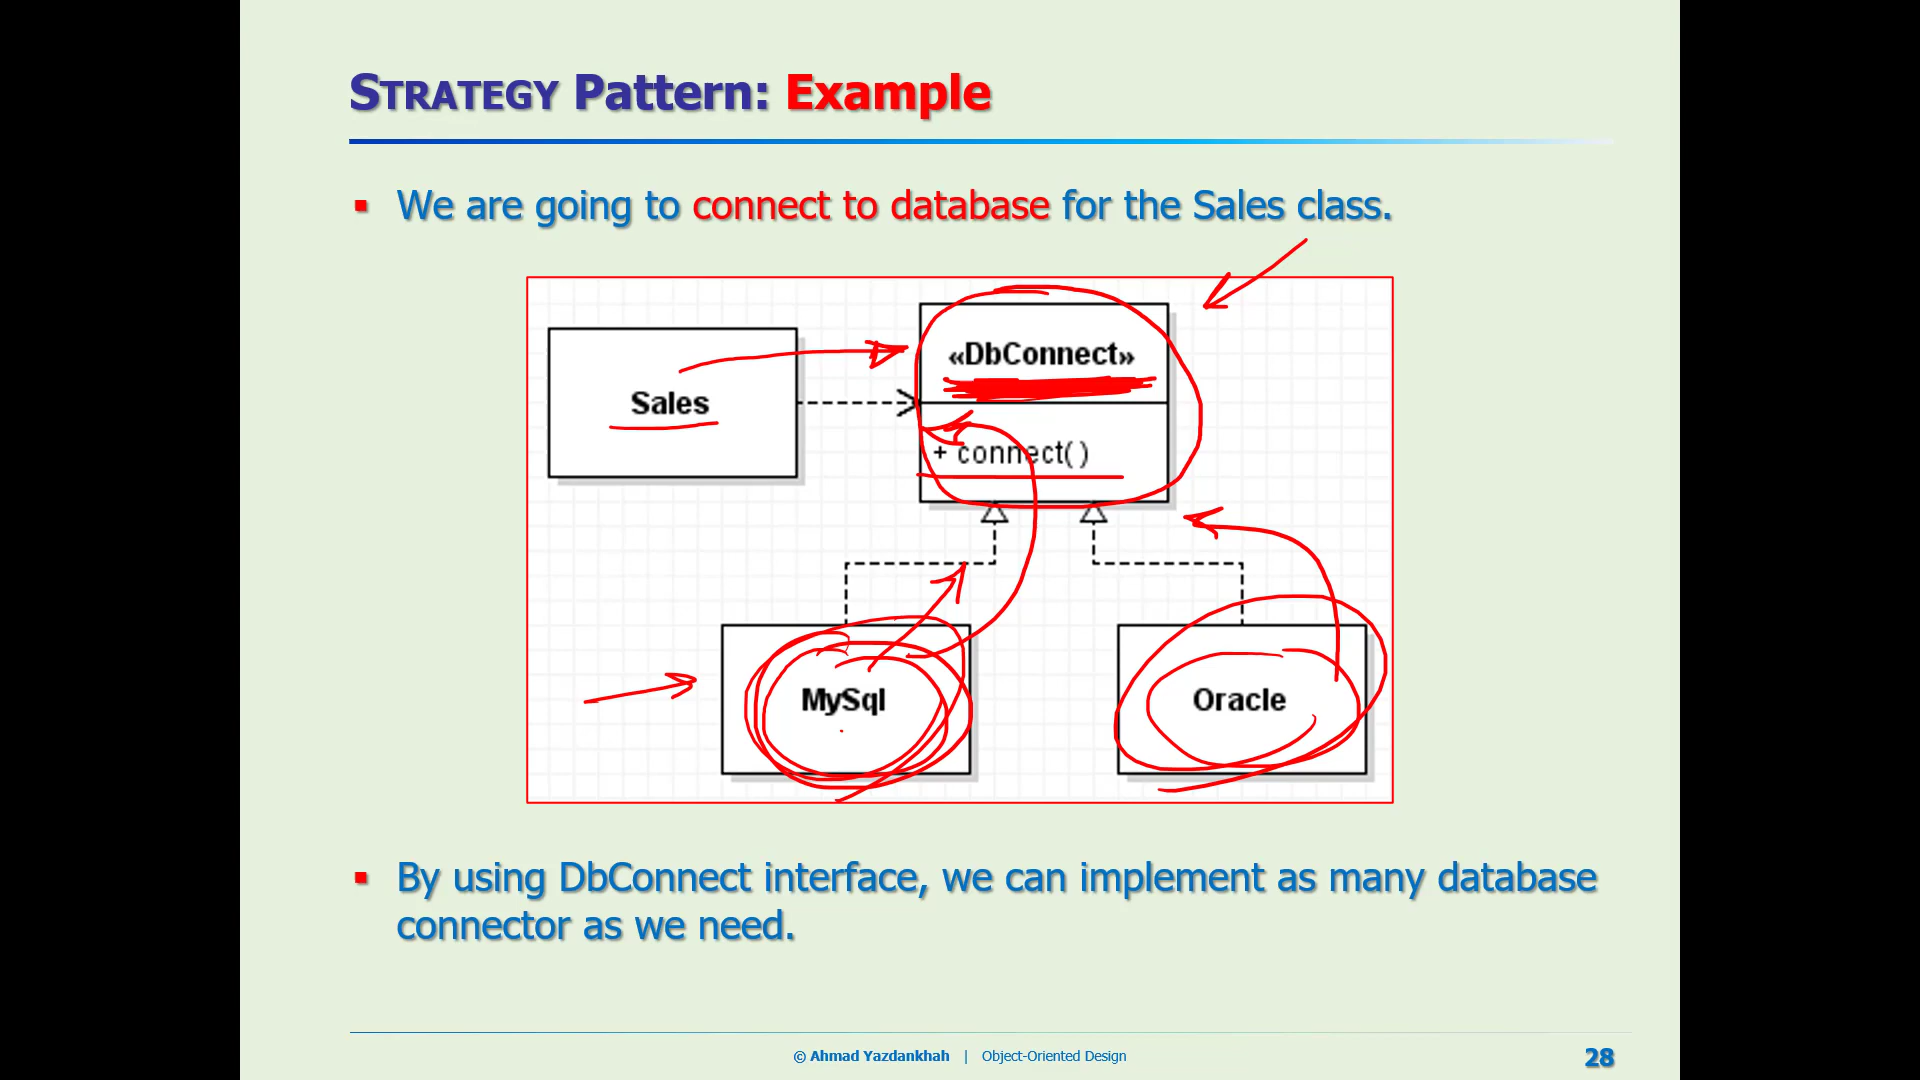 STRATEGY Pattern: Example
▪ We are going to connect to database for the Sales class.
«DbConnect»
Sales
+ connect()
MySql
Oracle
▪ By using DbConnect interface, we can implement as many database
connector as we need.
© Ahmad Yazdankhah | Object-Oriented Design
28